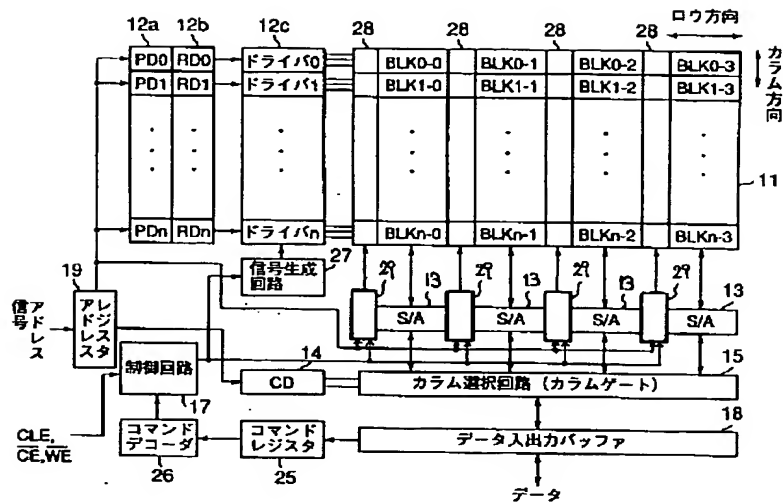 12a 12b 12c 28 28 28 28 ロウ方向
PD0 RD0 ドライバ0 BLK0-0 BLK0-1 BLK0-2 BLK0-3
PD1 RD1 ドライバ1 BLK1-0 BLK1-1 BLK1-2 BLK1-3
カラム方向
11
PDn RDn ドライバn BLKn-0 BLKn-1 BLKn-2 BLKn-3
19
信号生成回路
27
29 13 29 13 29 13 29 13
アドレス信号
アドレスレジスタ
S/A S/A S/A S/A
制御回路
17
14
CD
15
カラム選択回路 (カラムゲート)
CLE,
CE,WE
コマンドデコーダ
26
コマンドレジスタ
25
18
データ入出力バッファ
データ